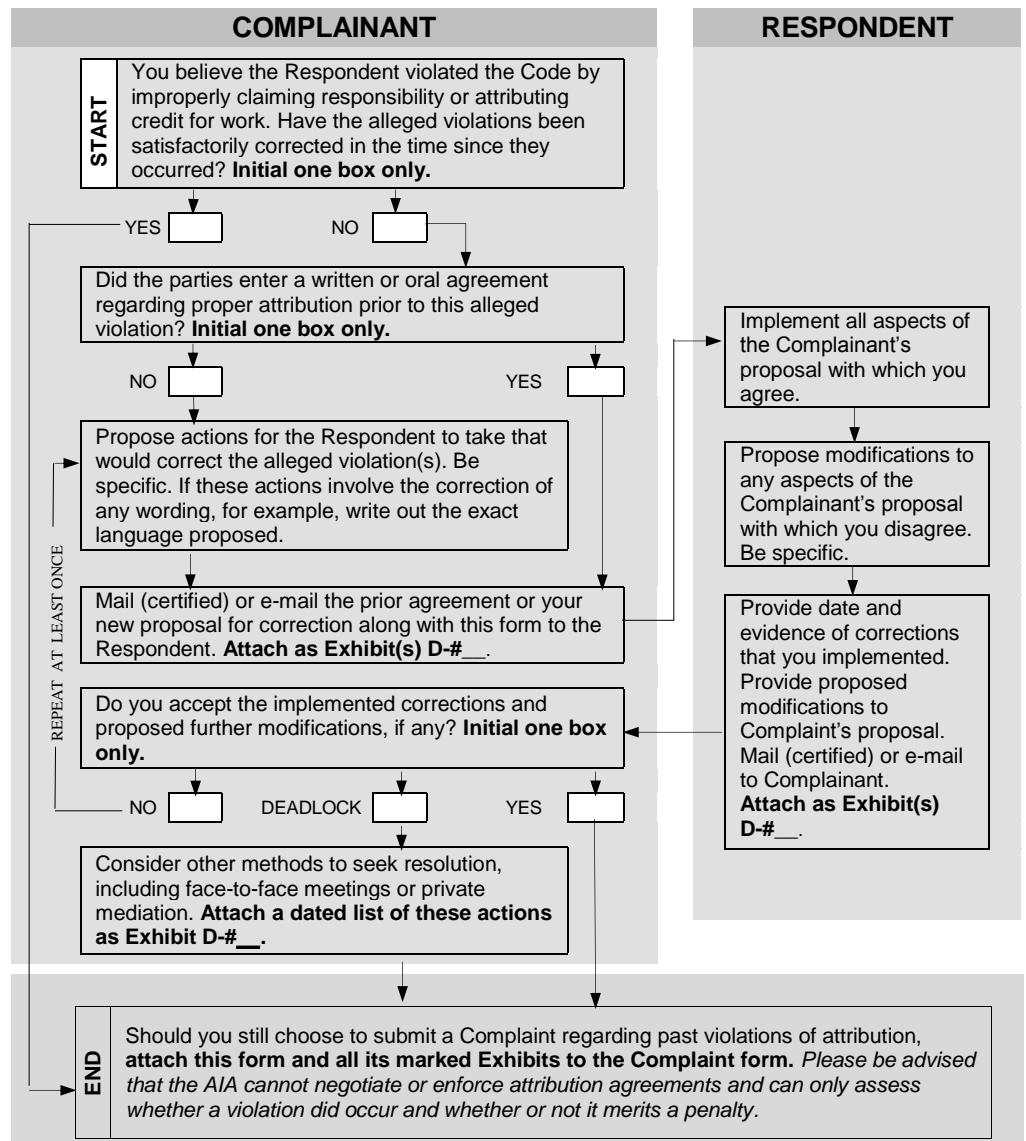 COMPLAINANT
START
You believe the Respondent violated the Code by
improperly claiming responsibility or attributing
credit for work. Have the alleged violations been
satisfactorily corrected in the time since they
occurred? Initial one box only.
YES
NO
Did the parties enter a written or oral agreement
regarding proper attribution prior to this alleged
violation? Initial one box only.
NO
YES
Propose actions for the Respondent to take that
would correct the alleged violation(s). Be
specific. If these actions involve the correction of
any wording, for example, write out the exact
language proposed.
REPEAT AT LEAST ONCE
Mail (certified) or e-mail the prior agreement or your
new proposal for correction along with this form to the
Respondent. Attach as Exhibit(s) D-#__.
Do you accept the implemented corrections and
proposed further modifications, if any? Initial one box
only.
NO
DEADLOCK
YES
Consider other methods to seek resolution,
including face-to-face meetings or private
mediation. Attach a dated list of these actions
as Exhibit D-#__.
RESPONDENT
Implement all aspects of
the Complainant's
proposal with which you
agree.
Propose modifications to
any aspects of the
Complainant's proposal
with which you disagree.
Be specific.
Provide date and
evidence of corrections
that you implemented.
Provide proposed
modifications to
Complaint's proposal.
Mail (certified) or e-mail
to Complainant.
Attach as Exhibit(s)
D-#__.
END
Should you still choose to submit a Complaint regarding past violations of attribution,
attach this form and all its marked Exhibits to the Complaint form. Please be advised
that the AIA cannot negotiate or enforce attribution agreements and can only assess
whether a violation did occur and whether or not it merits a penalty.